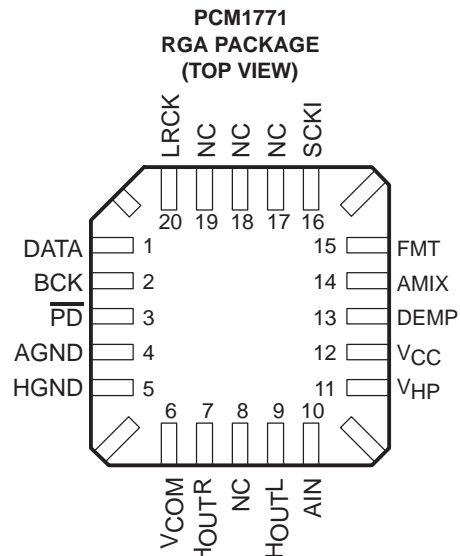 PCM1771
RGA PACKAGE
(TOP VIEW)
LRCK
NC
NC
NC
SCKI
20 19 18 17 16
DATA 1
BCK 2
PD 3
AGND 4
HGND 5
15 FMT
14 AMIX
13 DEMP
12 VCC
11 VHP
6 7 8 9 10
VCOM
HOUTR
NC
HOUTL
AIN